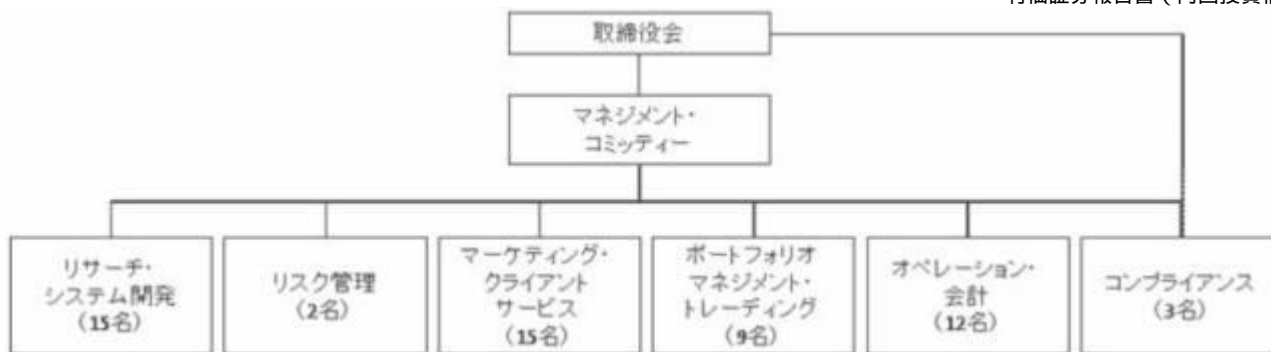 取締役会
マネジメント・
コミッティー
リサーチ・
システム開発
（15名）
リスク管理
（2名）
マーケティング・
クライアント
サービス
（15名）
ポートフォリオ
マネジメント・
トレーディング
（9名）
オペレーション・
会計
（12名）
コンプライアンス
（3名）